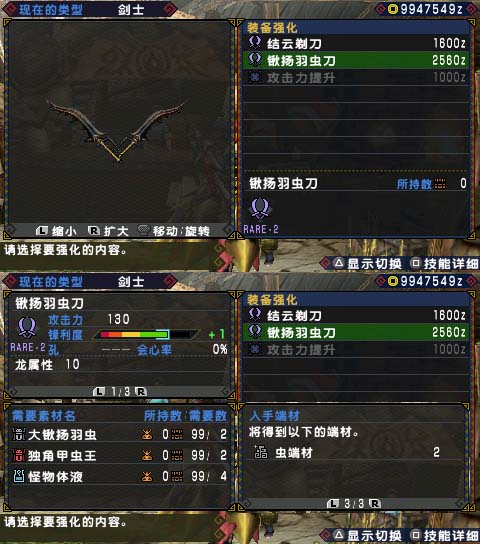 现在的类型 剑士 9947549z
装备强化
结云剃刀 1600z
锹扬羽虫刀 2560z
攻击力提升 1000z
锹扬羽虫刀 所持数 0
RARE-2
L 缩小 R 扩大 移动/旋转
请选择要强化的内容。
△显示切换 □技能详细
现在的类型 剑士 9947549z
锹扬羽虫刀
攻击力 130
锋利度 +1
RARE-2 孔 --- 会心率 0%
龙属性 10
L 1/3 R
装备强化
结云剃刀 1600z
锹扬羽虫刀 2560z
攻击力提升 1000z
需要素材名 所持数/需要数
大锹扬羽虫 0 99/ 2
独角甲虫王 0 99/ 2
怪物体液 0 99/ 4
入手端材
将得到以下的端材。
虫端材 2
L 3/3 R
请选择要强化的内容。
△显示切换 □技能详细